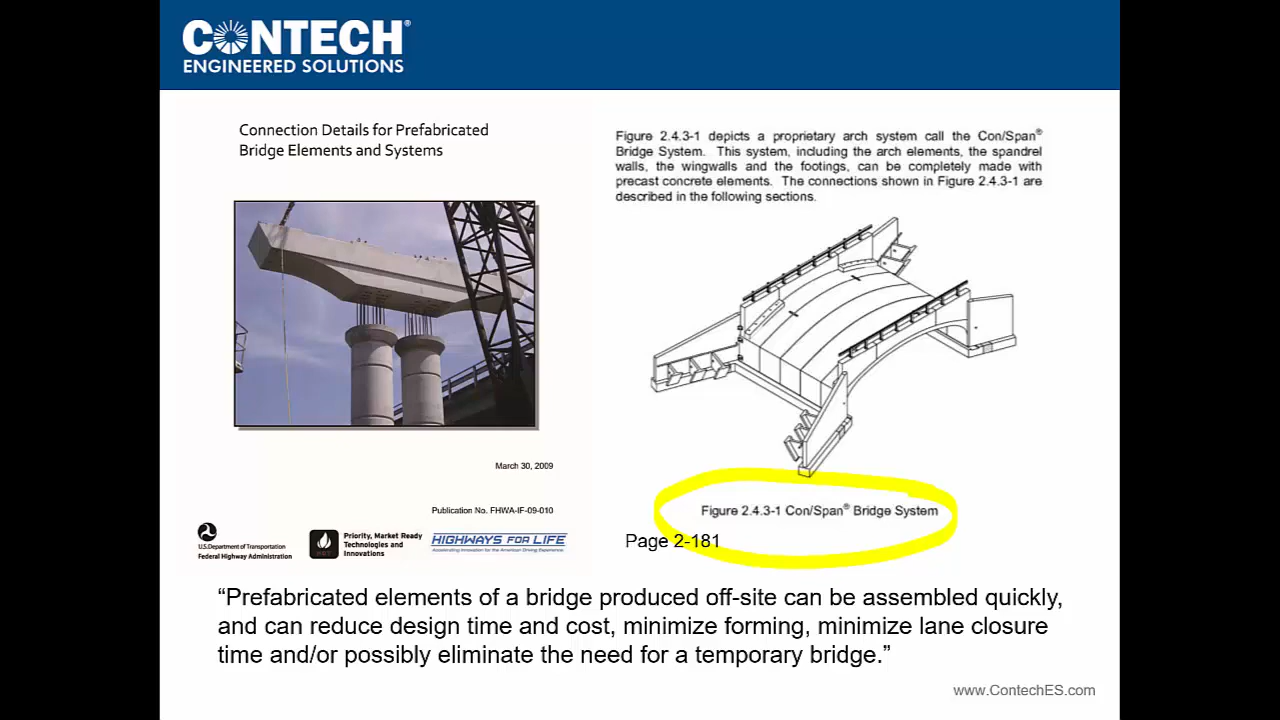 CONTECH®
ENGINEERED SOLUTIONS
Connection Details for Prefabricated
Bridge Elements and Systems
March 30, 2009
Publication No. FHWA-IF-09-010
U.S.Department of Transportation
Federal Highway Administration
Priority, Market Ready
Technologies and
Innovations
HIGHWAYS FOR LIFE
Accelerating Innovation for the American Driving Experience.
Figure 2.4.3-1 depicts a proprietary arch system call the Con/Span®
Bridge System. This system, including the arch elements, the spandrel
walls, the wingwalls and the footings, can be completely made with
precast concrete elements. The connections shown in Figure 2.4.3-1 are
described in the following sections.
Figure 2.4.3-1 Con/Span® Bridge System
Page 2-181
“Prefabricated elements of a bridge produced off-site can be assembled quickly,
and can reduce design time and cost, minimize forming, minimize lane closure
time and/or possibly eliminate the need for a temporary bridge.”
www.ContechES.com